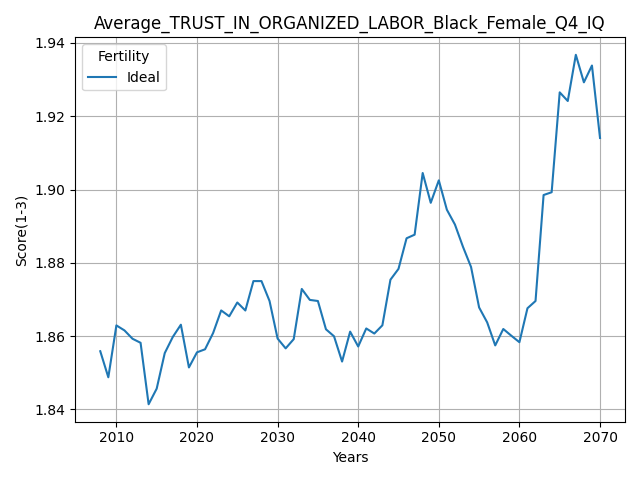 Average_TRUST_IN_ORGANIZED_LABOR_Black_Female_Q4_IQ
Fertility
Ideal
1.94
1.92
1.90
1.88
1.86
1.84
Score(1-3)
2010 2020 2030 2040 2050 2060 2070
Years